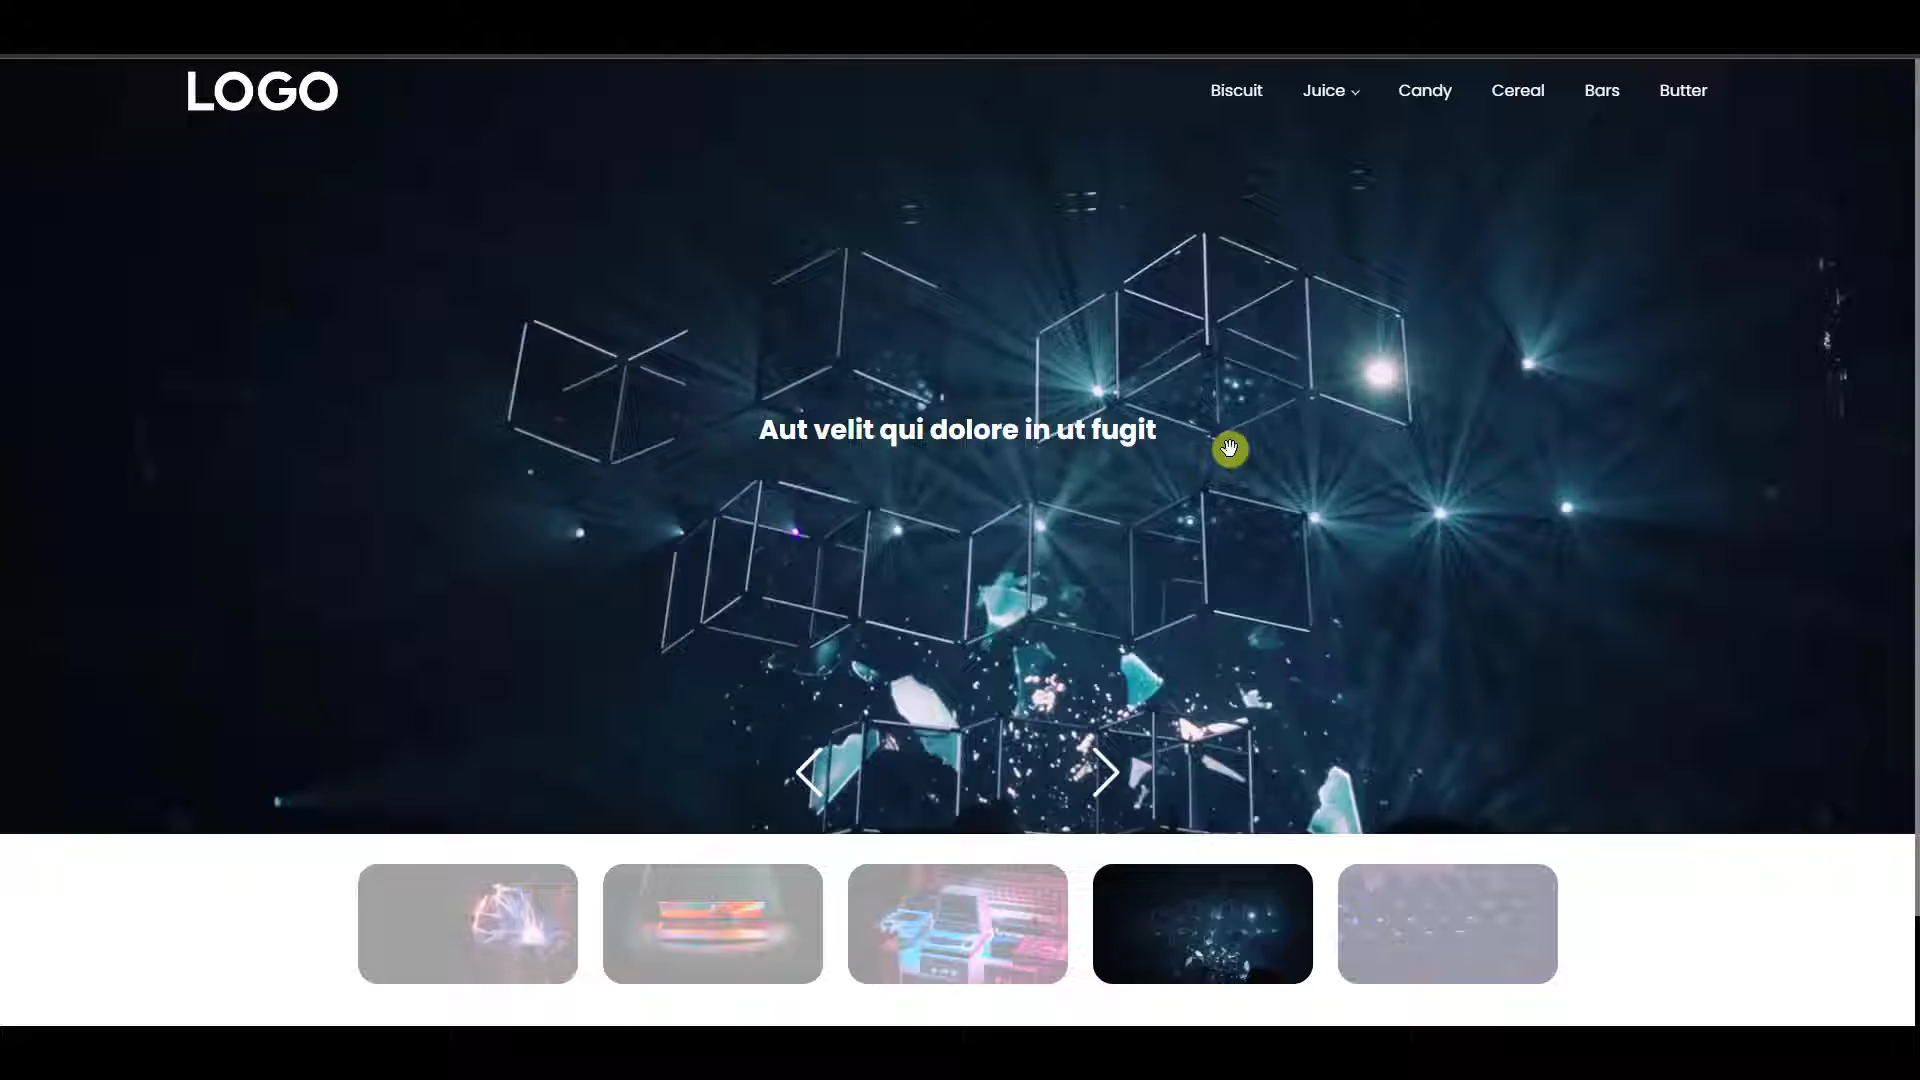 LOGO
Biscuit
Juice
Candy
Cereal
Bars
Butter
Aut velit qui dolore in ut fugit